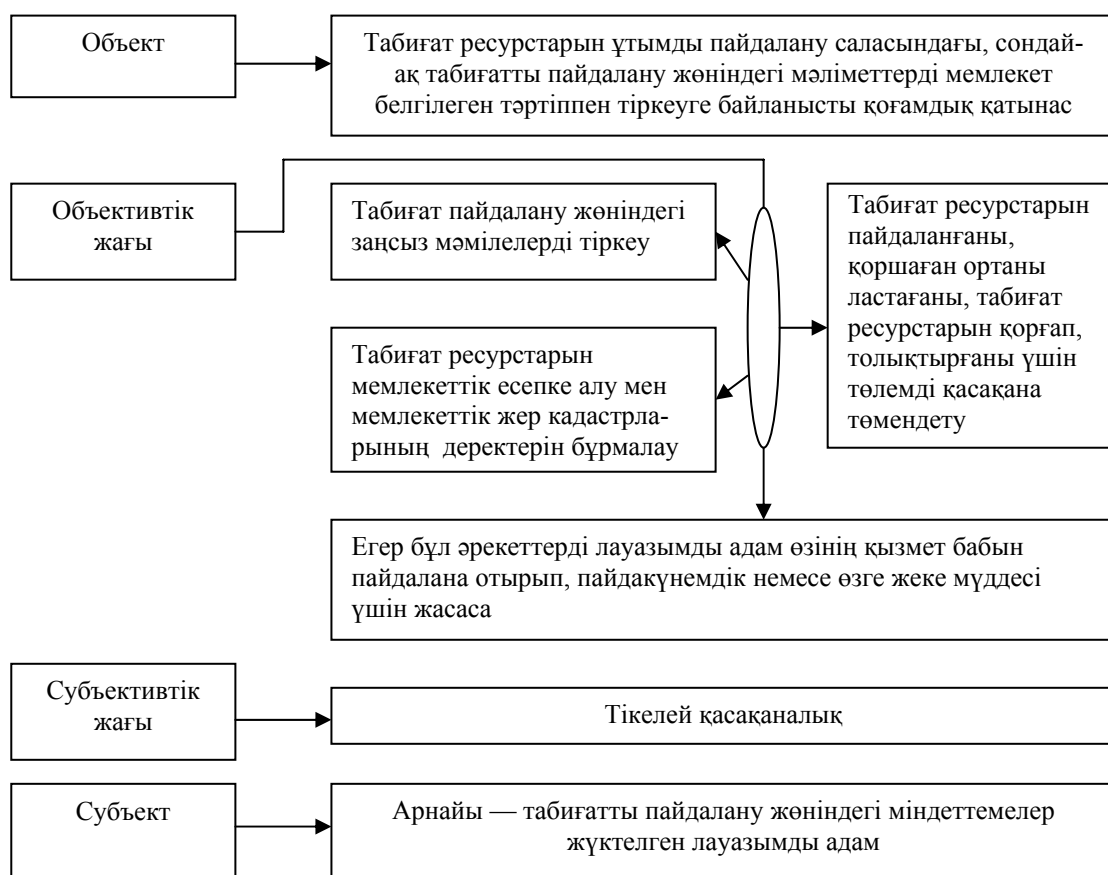 Объект
Табиғат ресурстарын ұтымды пайдалану саласындағы, сондай-
ақ табиғатты пайдалану жөніндегі мәліметтерді мемлекет
белгілеген тәртіппен тіркеуге байланысты қоғамдық қатынас
Объективтік
жағы
Табиғат пайдалану жөніндегі
заңсыз мәмілелерді тіркеу
Табиғат ресурстарын
пайдаланғаны,
қоршаған ортаны
ластағаны, табиғат
ресурстарын қорғап,
толықтырғаны үшін
төлемді қасақана
төмендету
Табиғат ресурстарын
мемлекеттік есепке алу мен
мемлекеттік жер кадастрла-
рының деректерін бұрмалау
Егер бұл әрекеттерді лауазымды адам өзінің қызмет бабын
пайдалана отырып, пайдакүнемдік немесе өзге жеке мүддесі
үшін жасаса
Субъективтік
жағы
Тікелей қасақаналық
Субъект
Арнайы — табиғатты пайдалану жөніндегі міндеттемелер
жүктелген лауазымды адам